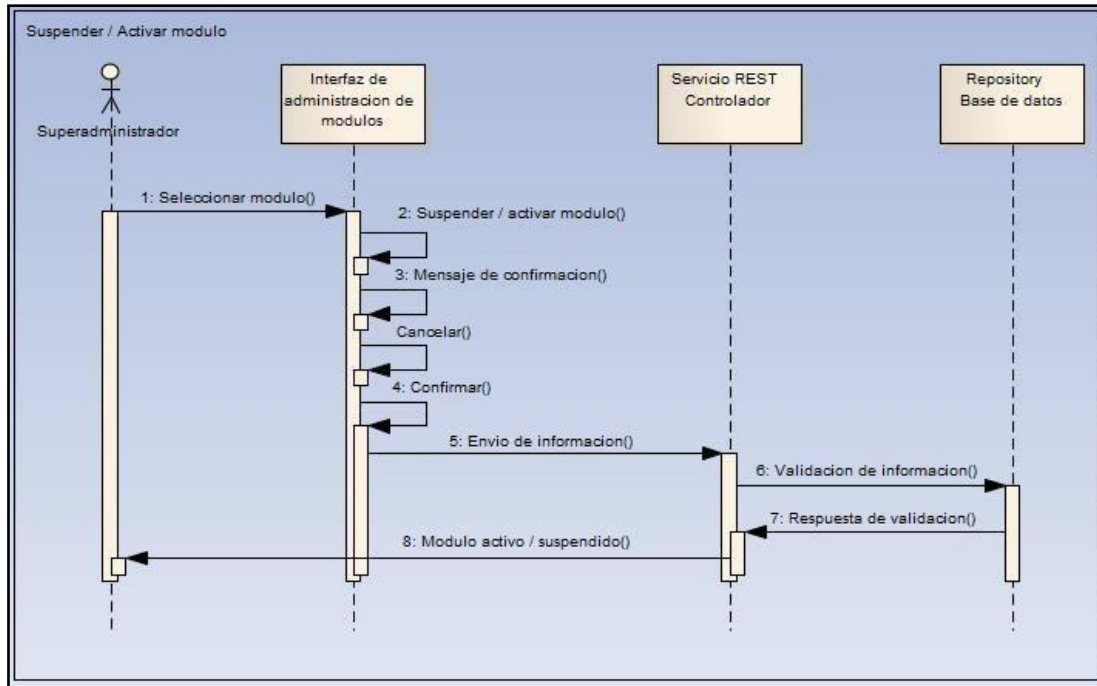 Suspender / Activar modulo
Superadministrador
Interfaz de
administracion de
modulos
Servicio REST
Controlador
Repository
Base de datos
1: Seleccionar modulo()
2: Suspender / activar modulo()
3: Mensaje de confirmacion()
Cancelar()
4: Confirmar()
5: Envio de informacion()
6: Validacion de informacion()
7: Respuesta de validacion()
8: Modulo activo / suspendido()